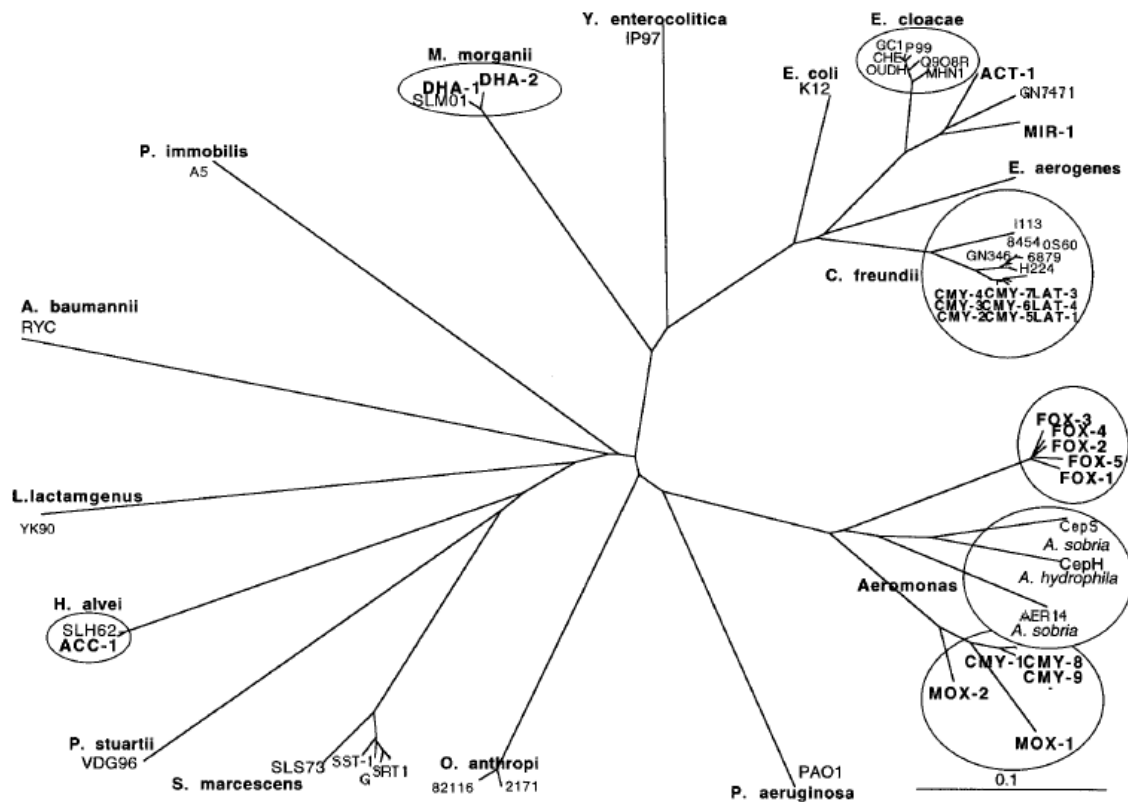 Y. enterocolitica
IP97
E. cloacae
GC1 P99
CHE
Q908R
OUDH
MHN1
M. morganii
DHA-1 DHA-2
SLM01
E. coli
K12
ACT-1
GN7471
MIR-1
P. immobilis
A5
E. aerogenes
I113
8454 OS60
GN346 6879
H224
C. freundii
CMY-4 CMY-7 LAT-3
CMY-3 CMY-6 LAT-4
CMY-2 CMY-5 LAT-1
A. baumannii
RYC
FOX-3
FOX-4
FOX-2
FOX-5
FOX-1
L.lactamgenus
YK90
CepS
A. sobria
CepH
A. hydrophila
Aeromonas
AER14
A. sobria
H. alvei
SLH62
ACC-1
CMY-1 CMY-8
CMY-9
MOX-2
MOX-1
P. stuartii
VDG96
S. marcescens
SLS73
SST-1
G
SRT1
O. anthropi
82116
2171
PAO1
P. aeruginosa
0.1